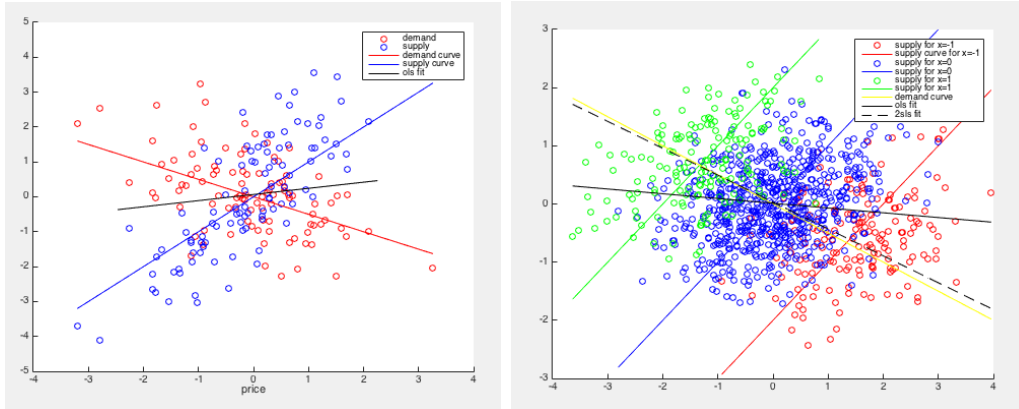 5
4
3
2
1
0
-1
-2
-3
-4
-5
-4
-3
-2
-1
0
1
2
3
4
price
demand
supply
demand curve
supply curve
ols fit
3
2
1
0
-1
-2
-3
-4
-3
-2
-1
0
1
2
3
4
supply for x=-1
supply curve for x=-1
supply for x=0
supply for x=0
supply for x=1
supply for x=1
demand curve
ols fit
2sls fit